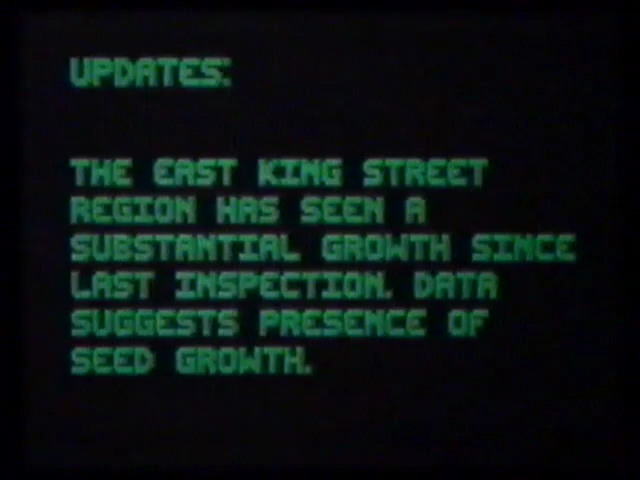 UPDATES:
THE EAST KING STREET
REGION HAS SEEN A
SUBSTANTIAL GROWTH SINCE
LAST INSPECTION. DATA
SUGGESTS PRESENCE OF
SEED GROWTH.